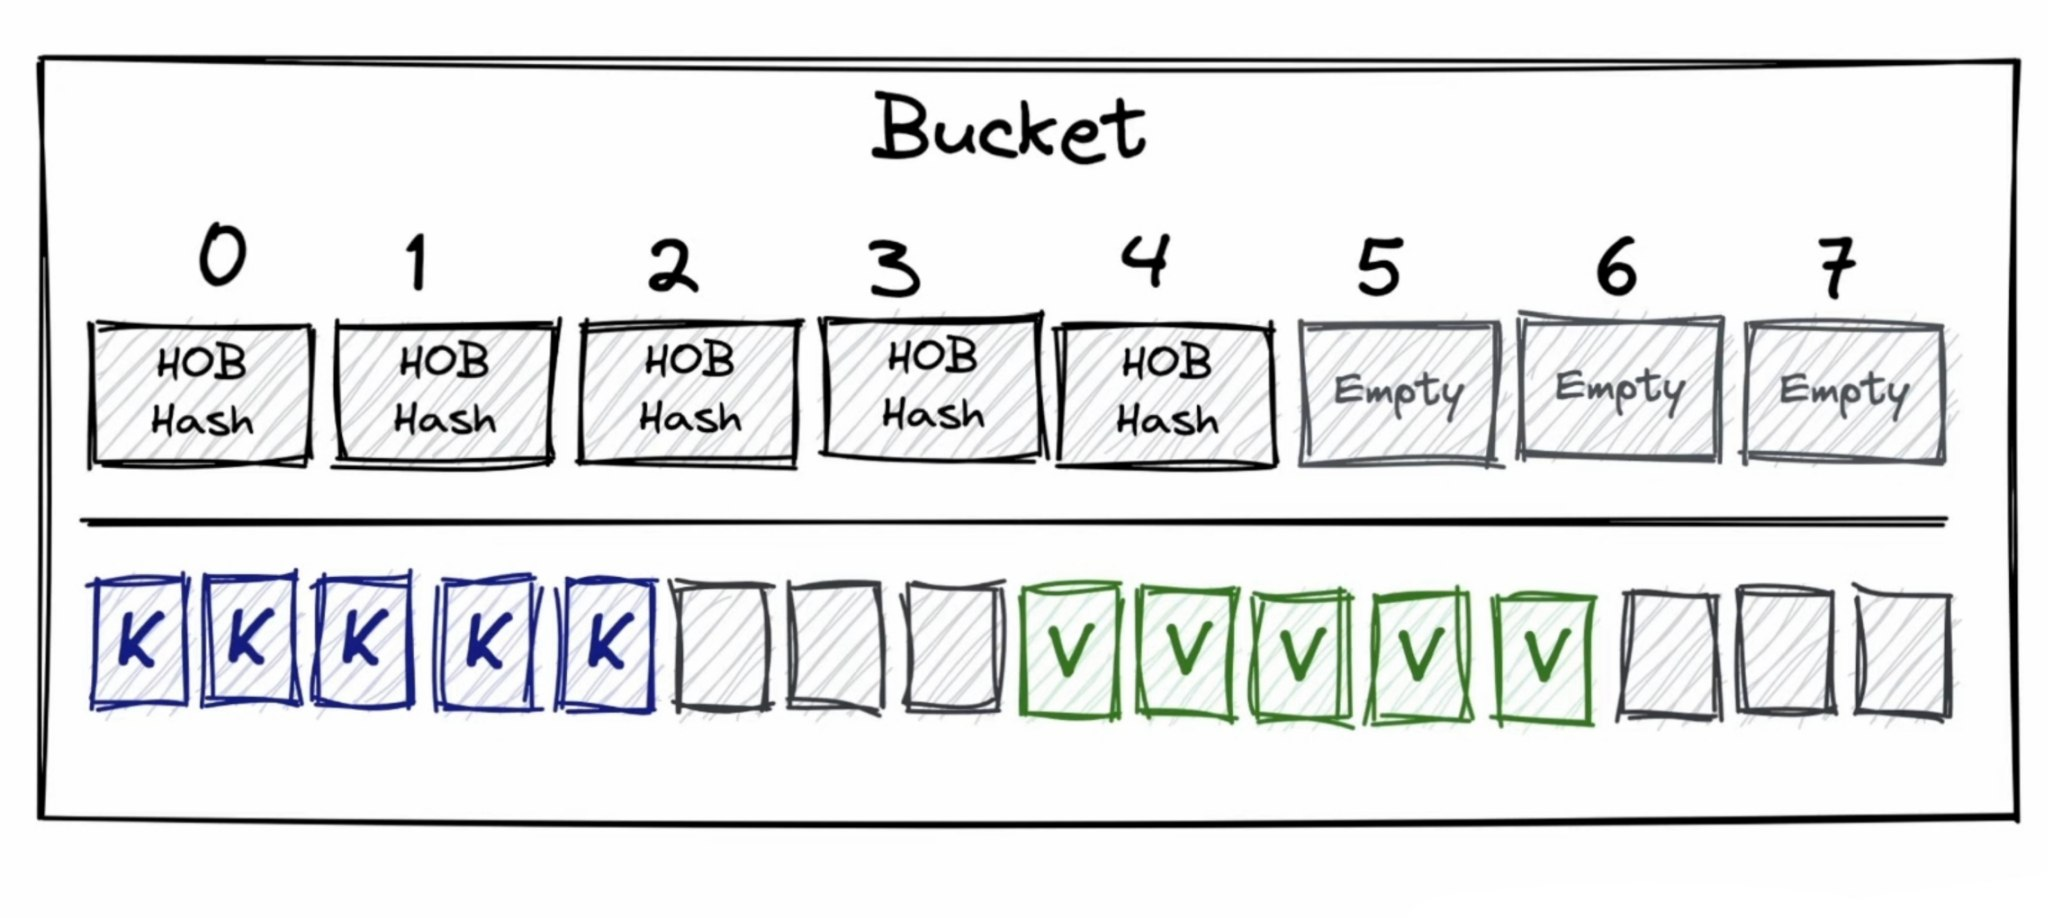 Bucket
0 1 2 3 4 5 6 7
HOB HOB HOB HOB HOB
Hash Hash Hash Hash Hash Empty Empty Empty
K K K K K V V V V V